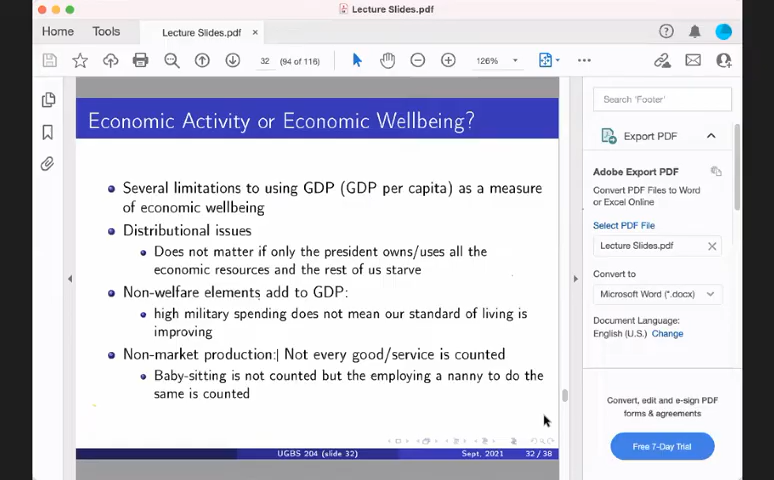 Lecture Slides.pdf
Home
Tools
Lecture Slides.pdf ×
32 (94 of 116)
126%
Search 'Footer'
Export PDF
Adobe Export PDF
Convert PDF Files to Word
or Excel Online
Select PDF File
Lecture Slides.pdf
Convert to
Microsoft Word (*.docx)
Document Language:
English (U.S.) Change
Convert, edit and e-sign PDF
forms & agreements
Free 7-Day Trial
Economic Activity or Economic Wellbeing?
Several limitations to using GDP (GDP per capita) as a measure
of economic wellbeing
Distributional issues
Does not matter if only the president owns/uses all the
economic resources and the rest of us starve
Non-welfare elements add to GDP:
high military spending does not mean our standard of living is
improving
Non-market production: Not every good/service is counted
Baby-sitting is not counted but the employing a nanny to do the
same is counted
UGBS 204 (slide 32)
Sept, 2021
32 / 38